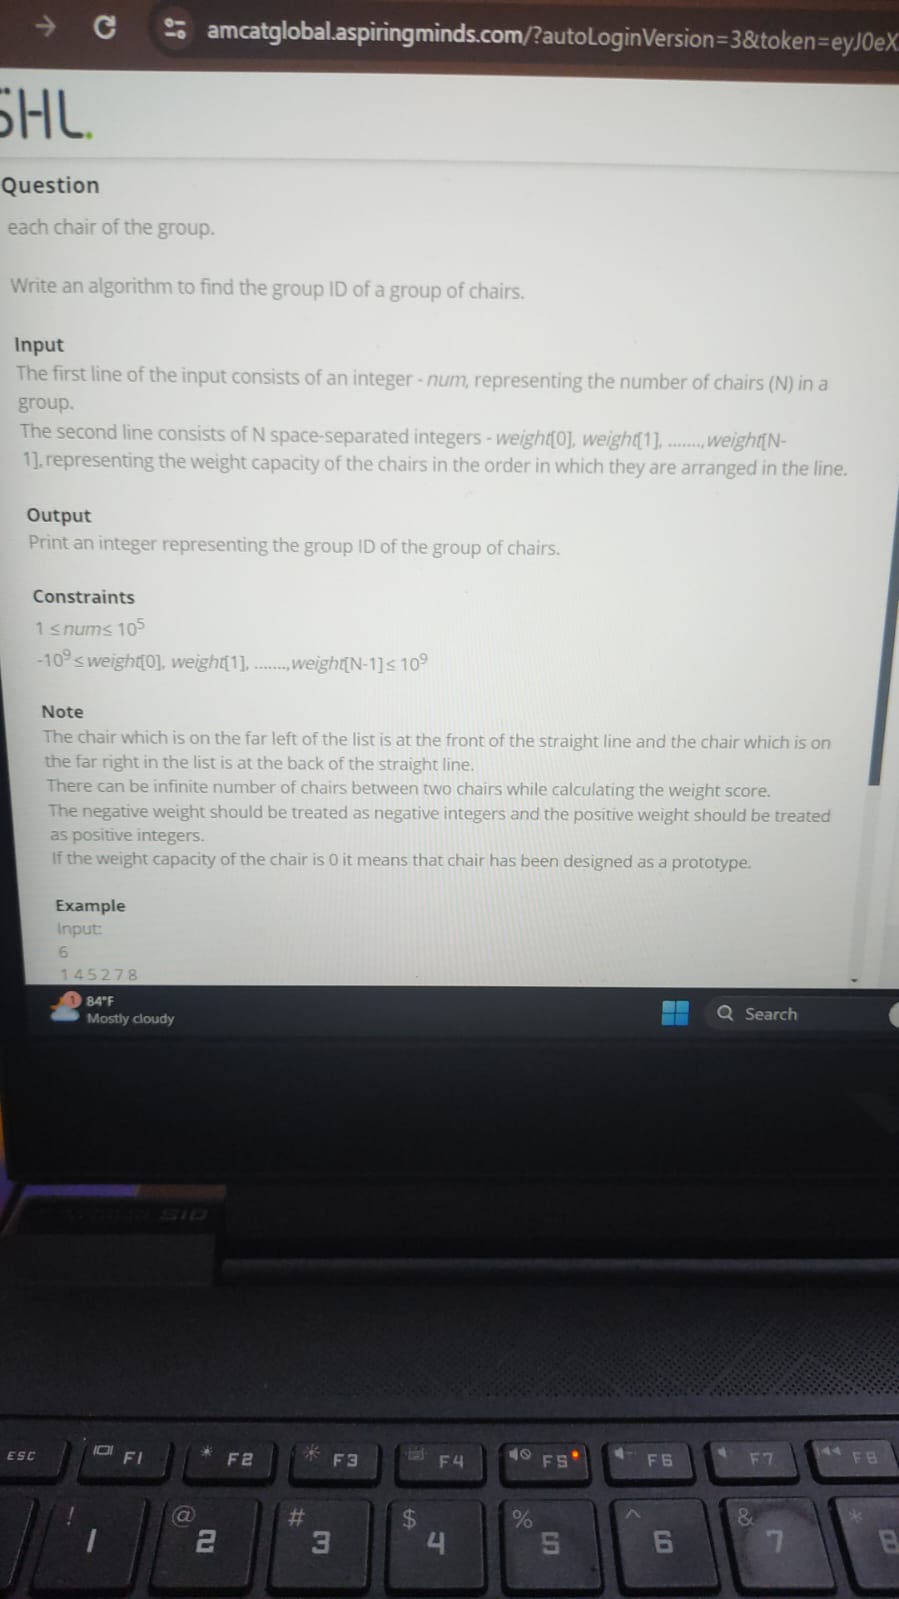 amcatglobal.aspiringminds.com/?autoLoginVersion=3&token=eyJ0eX
SHL.
Question
each chair of the group.
Write an algorithm to find the group ID of a group of chairs.
Input
The first line of the input consists of an integer - num, representing the number of chairs (N) in a
group.
The second line consists of N space-separated integers - weight[0], weight[1], .......,weight[N-
1], representing the weight capacity of the chairs in the order in which they are arranged in the line.
Output
Print an integer representing the group ID of the group of chairs.
Constraints
1 ≤ num≤ 10⁵
-10⁹ ≤ weight[0], weight[1], .......,weight[N-1] ≤ 10⁹
Note
The chair which is on the far left of the list is at the front of the straight line and the chair which is on
the far right in the list is at the back of the straight line.
There can be infinite number of chairs between two chairs while calculating the weight score.
The negative weight should be treated as negative integers and the positive weight should be treated
as positive integers.
If the weight capacity of the chair is 0 it means that chair has been designed as a prototype.
Example
Input:
6
1 4 5 2 7 8
1 84°F
Mostly cloudy
Search
ESC F1 F2 F3 F4 F5 F6 F7 F8
! @ # $ % ^ & *
1 2 3 4 5 6 7 8